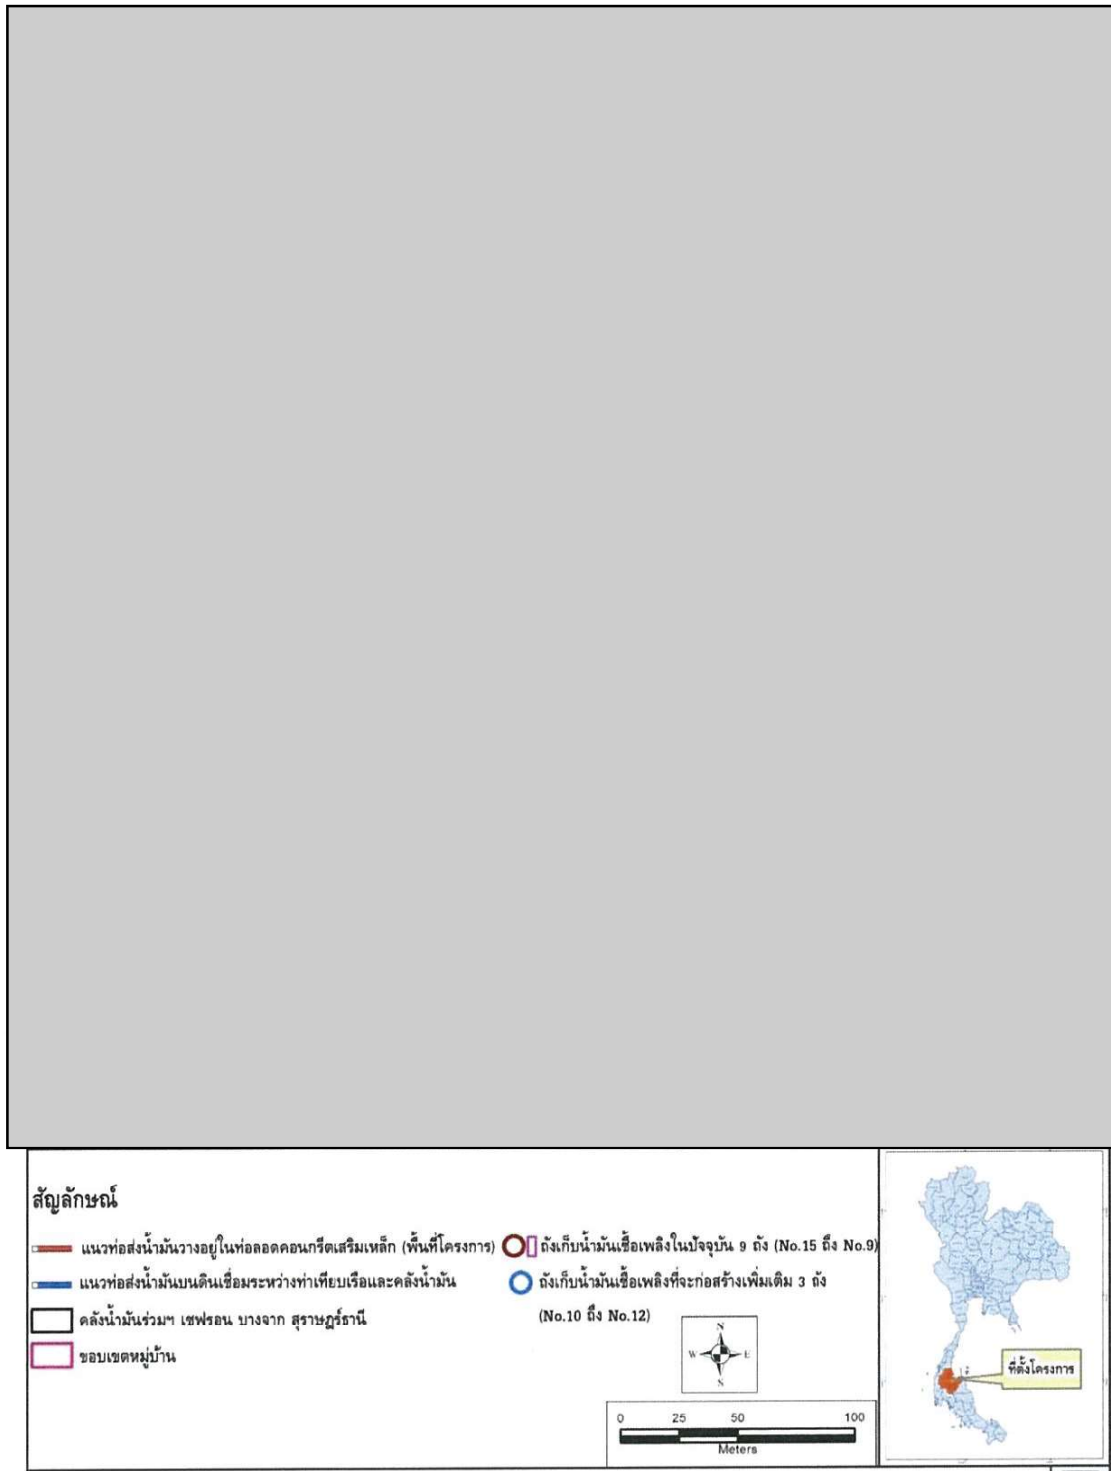 สัญลักษณ์
แนวท่อส่งน้ำมันวางอยู่ในท่อลอดคอนกรีตเสริมเหล็ก (พื้นที่โครงการ)
แนวท่อส่งน้ำมันบนดินเชื่อมระหว่างท่าเทียบเรือและคลังน้ำมัน
คลังน้ำมันร่วมฯ เชฟรอน บางจาก สุราษฎร์ธานี
ขอบเขตหมู่บ้าน
ถังเก็บน้ำมันเชื้อเพลิงในปัจจุบัน 9 ถัง (No.15 ถึง No.9)
ถังเก็บน้ำมันเชื้อเพลิงที่จะก่อสร้างเพิ่มเติม 3 ถัง
(No.10 ถึง No.12)
N
W E
S
0 25 50 100
Meters
ที่ตั้งโครงการ